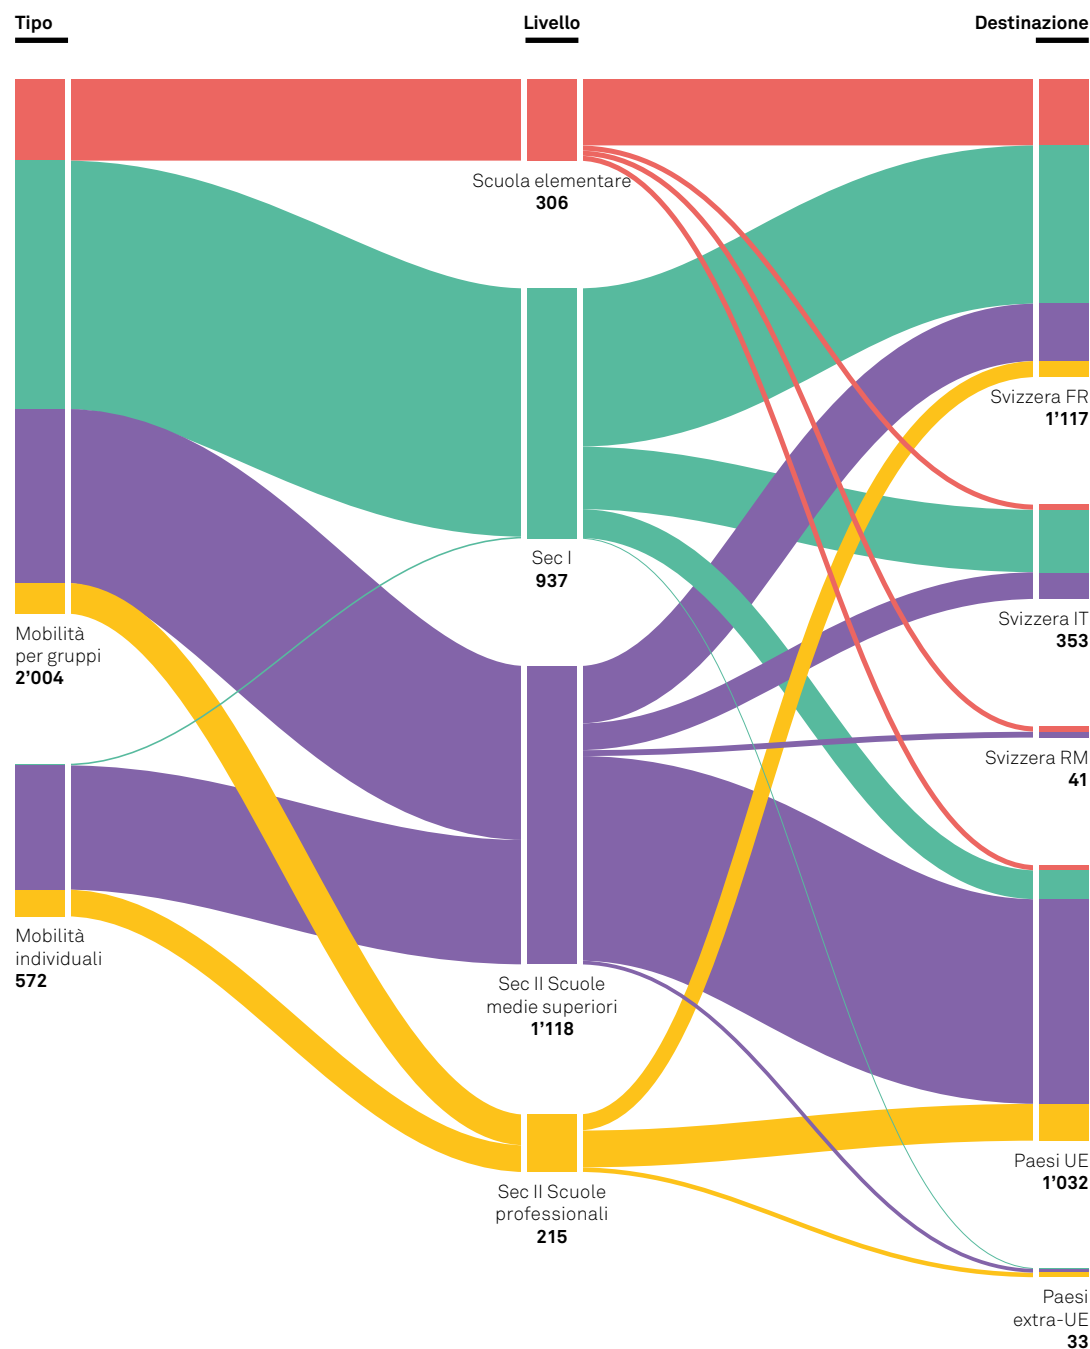 Tipo
Livello
Destinazione
Scuola elementare
306
Svizzera FR
1’117
Sec I
937
Svizzera IT
353
Mobilità
per gruppi
2’004
Svizzera RM
41
Mobilità
individuali
572
Sec II Scuole
medie superiori
1’118
Paesi UE
1’032
Sec II Scuole
professionali
215
Paesi
extra-UE
33